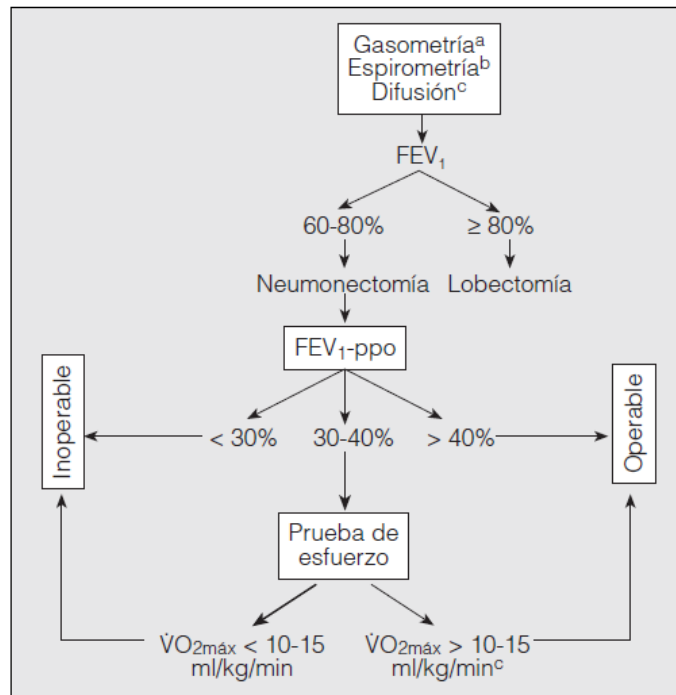 Gasometríaᵃ
Espirometríaᵇ
Difusiónᶜ
FEV₁
60-80%
≥ 80%
Neumonectomía
Lobectomía
FEV₁-ppo
Inoperable
< 30%
30-40%
> 40%
Operable
Prueba de
esfuerzo
V̇O₂máx < 10-15
ml/kg/min
V̇O₂máx > 10-15
ml/kg/minᶜ